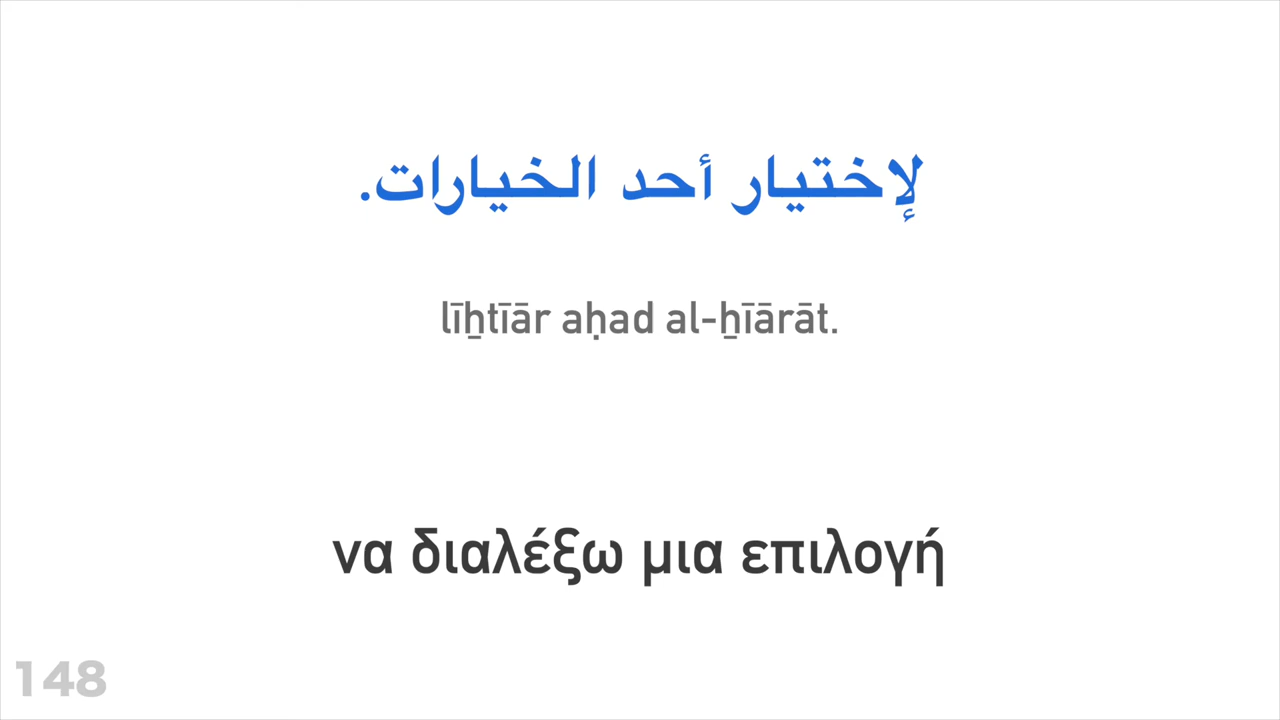 لإختيار أحد الخيارات.
līẖtīār aḥad al-ẖīārāt.
να διαλέξω μια επιλογή
148